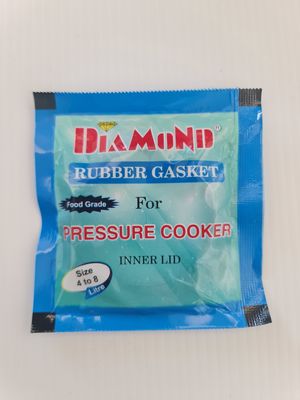 DiAMoND®
RUBBER GASKET
Food Grade
For
PRESSURE COOKER
INNER LID
Size
4 to 8
Litre